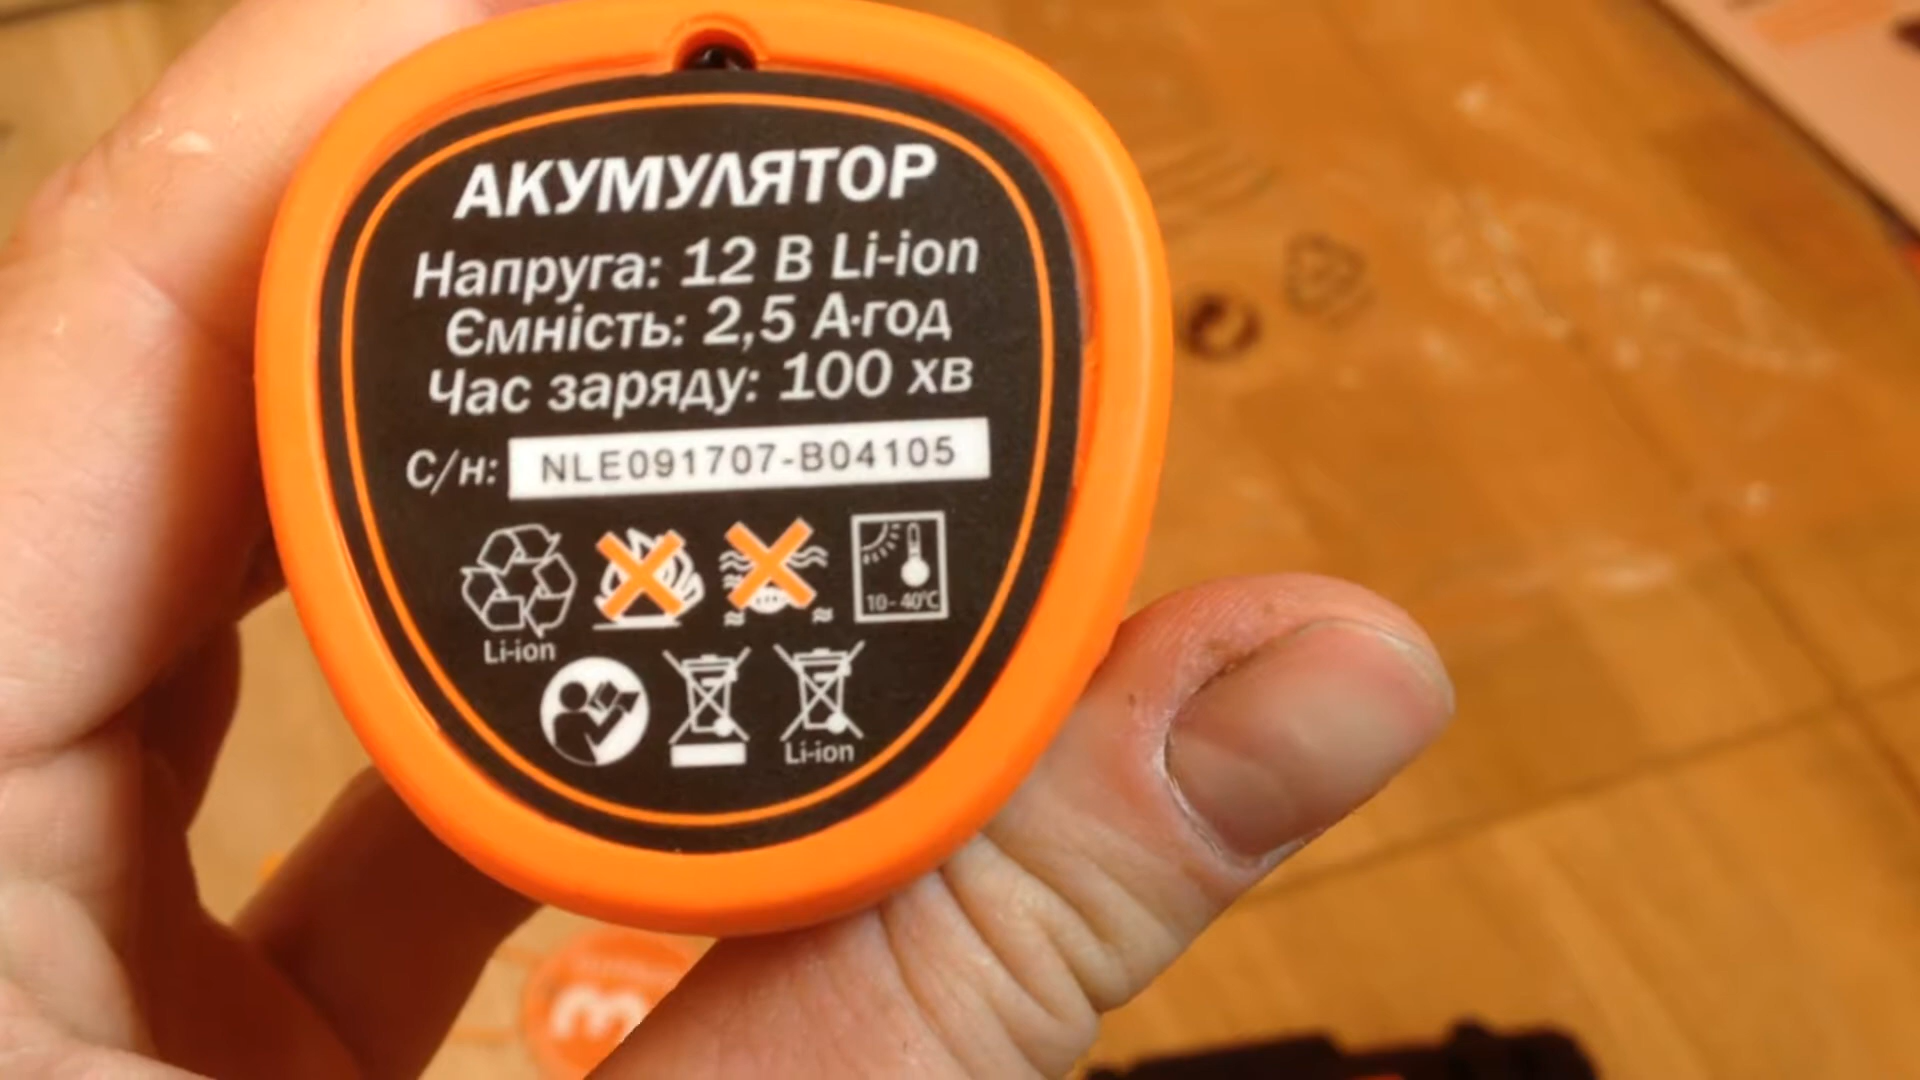 АКУМУЛЯТОР
Напруга: 12 В Li-ion
Ємність: 2,5 А·год
Час заряду: 100 хв
С/н: NLE091707-B04105
10-40°C
Li-ion
Li-ion
3